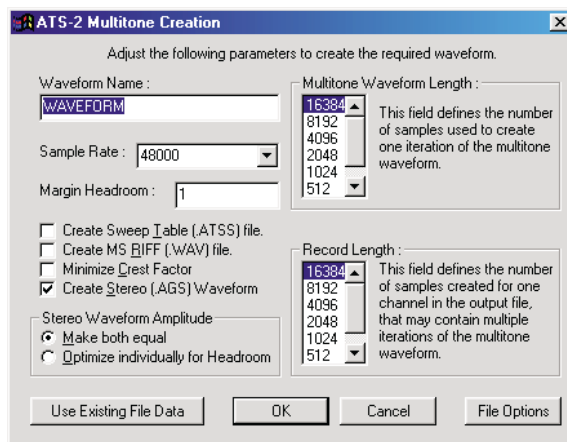 ATS-2 Multitone Creation
Adjust the following parameters to create the required waveform.
Waveform Name :
WAVEFORM
Sample Rate : 48000
Margin Headroom : 1
Create Sweep Table (.ATSS) file.
Create MS RIFF (.WAV) file.
Minimize Crest Factor
Create Stereo (.AGS) Waveform
Stereo Waveform Amplitude
Make both equal
Optimize individually for Headroom
Multitone Waveform Length :
16384
8192
4096
2048
1024
512
This field defines the number
of samples used to create
one iteration of the multitone
waveform.
Record Length :
16384
8192
4096
2048
1024
512
This field defines the number
of samples created for one
channel in the output file,
that may contain multiple
iterations of the multitone
waveform.
Use Existing File Data
OK
Cancel
File Options